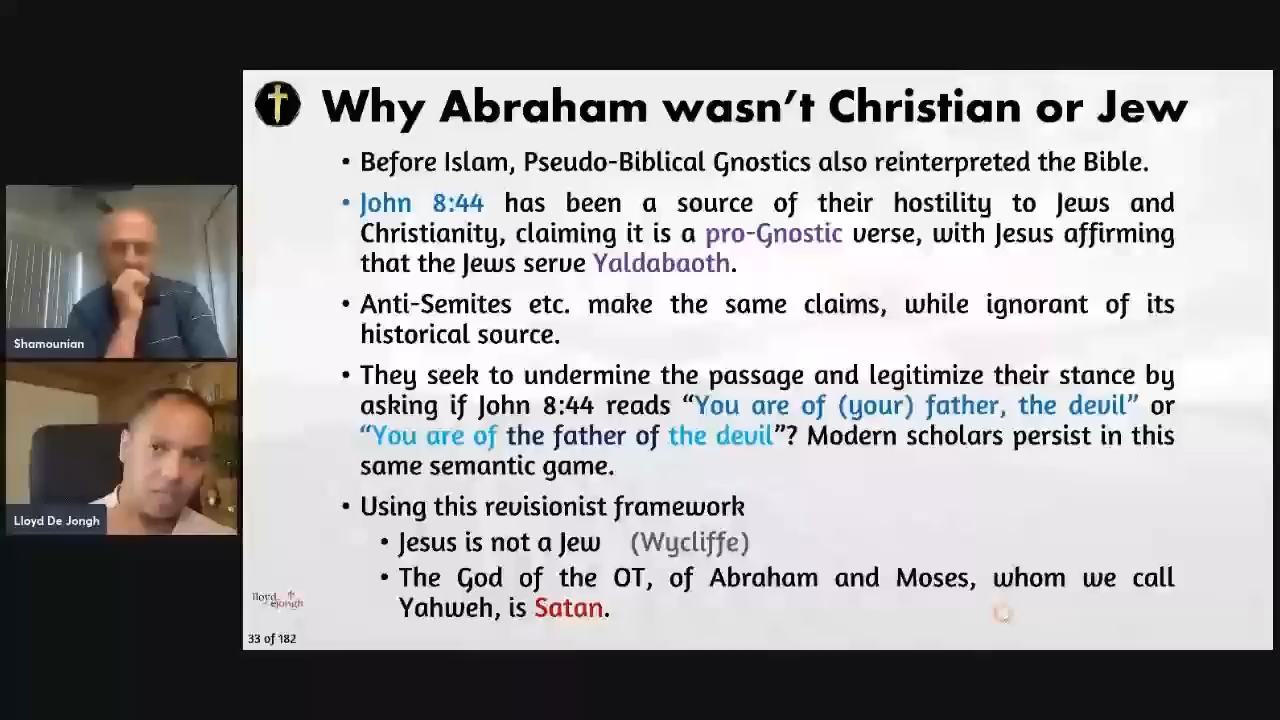 Why Abraham wasn't Christian or Jew
• Before Islam, Pseudo-Biblical Gnostics also reinterpreted the Bible.
• John 8:44 has been a source of their hostility to Jews and
Christianity, claiming it is a pro-Gnostic verse, with Jesus affirming
that the Jews serve Yaldabaoth.
• Anti-Semites etc. make the same claims, while ignorant of its
historical source.
• They seek to undermine the passage and legitimize their stance by
asking if John 8:44 reads "You are of (your) father, the devil" or
"You are of the father of the devil"? Modern scholars persist in this
same semantic game.
• Using this revisionist framework
• Jesus is not a Jew (Wycliffe)
• The God of the OT, of Abraham and Moses, whom we call
Yahweh, is Satan.
Shamounian
Lloyd De Jongh
lloyd
deJongh
33 of 182